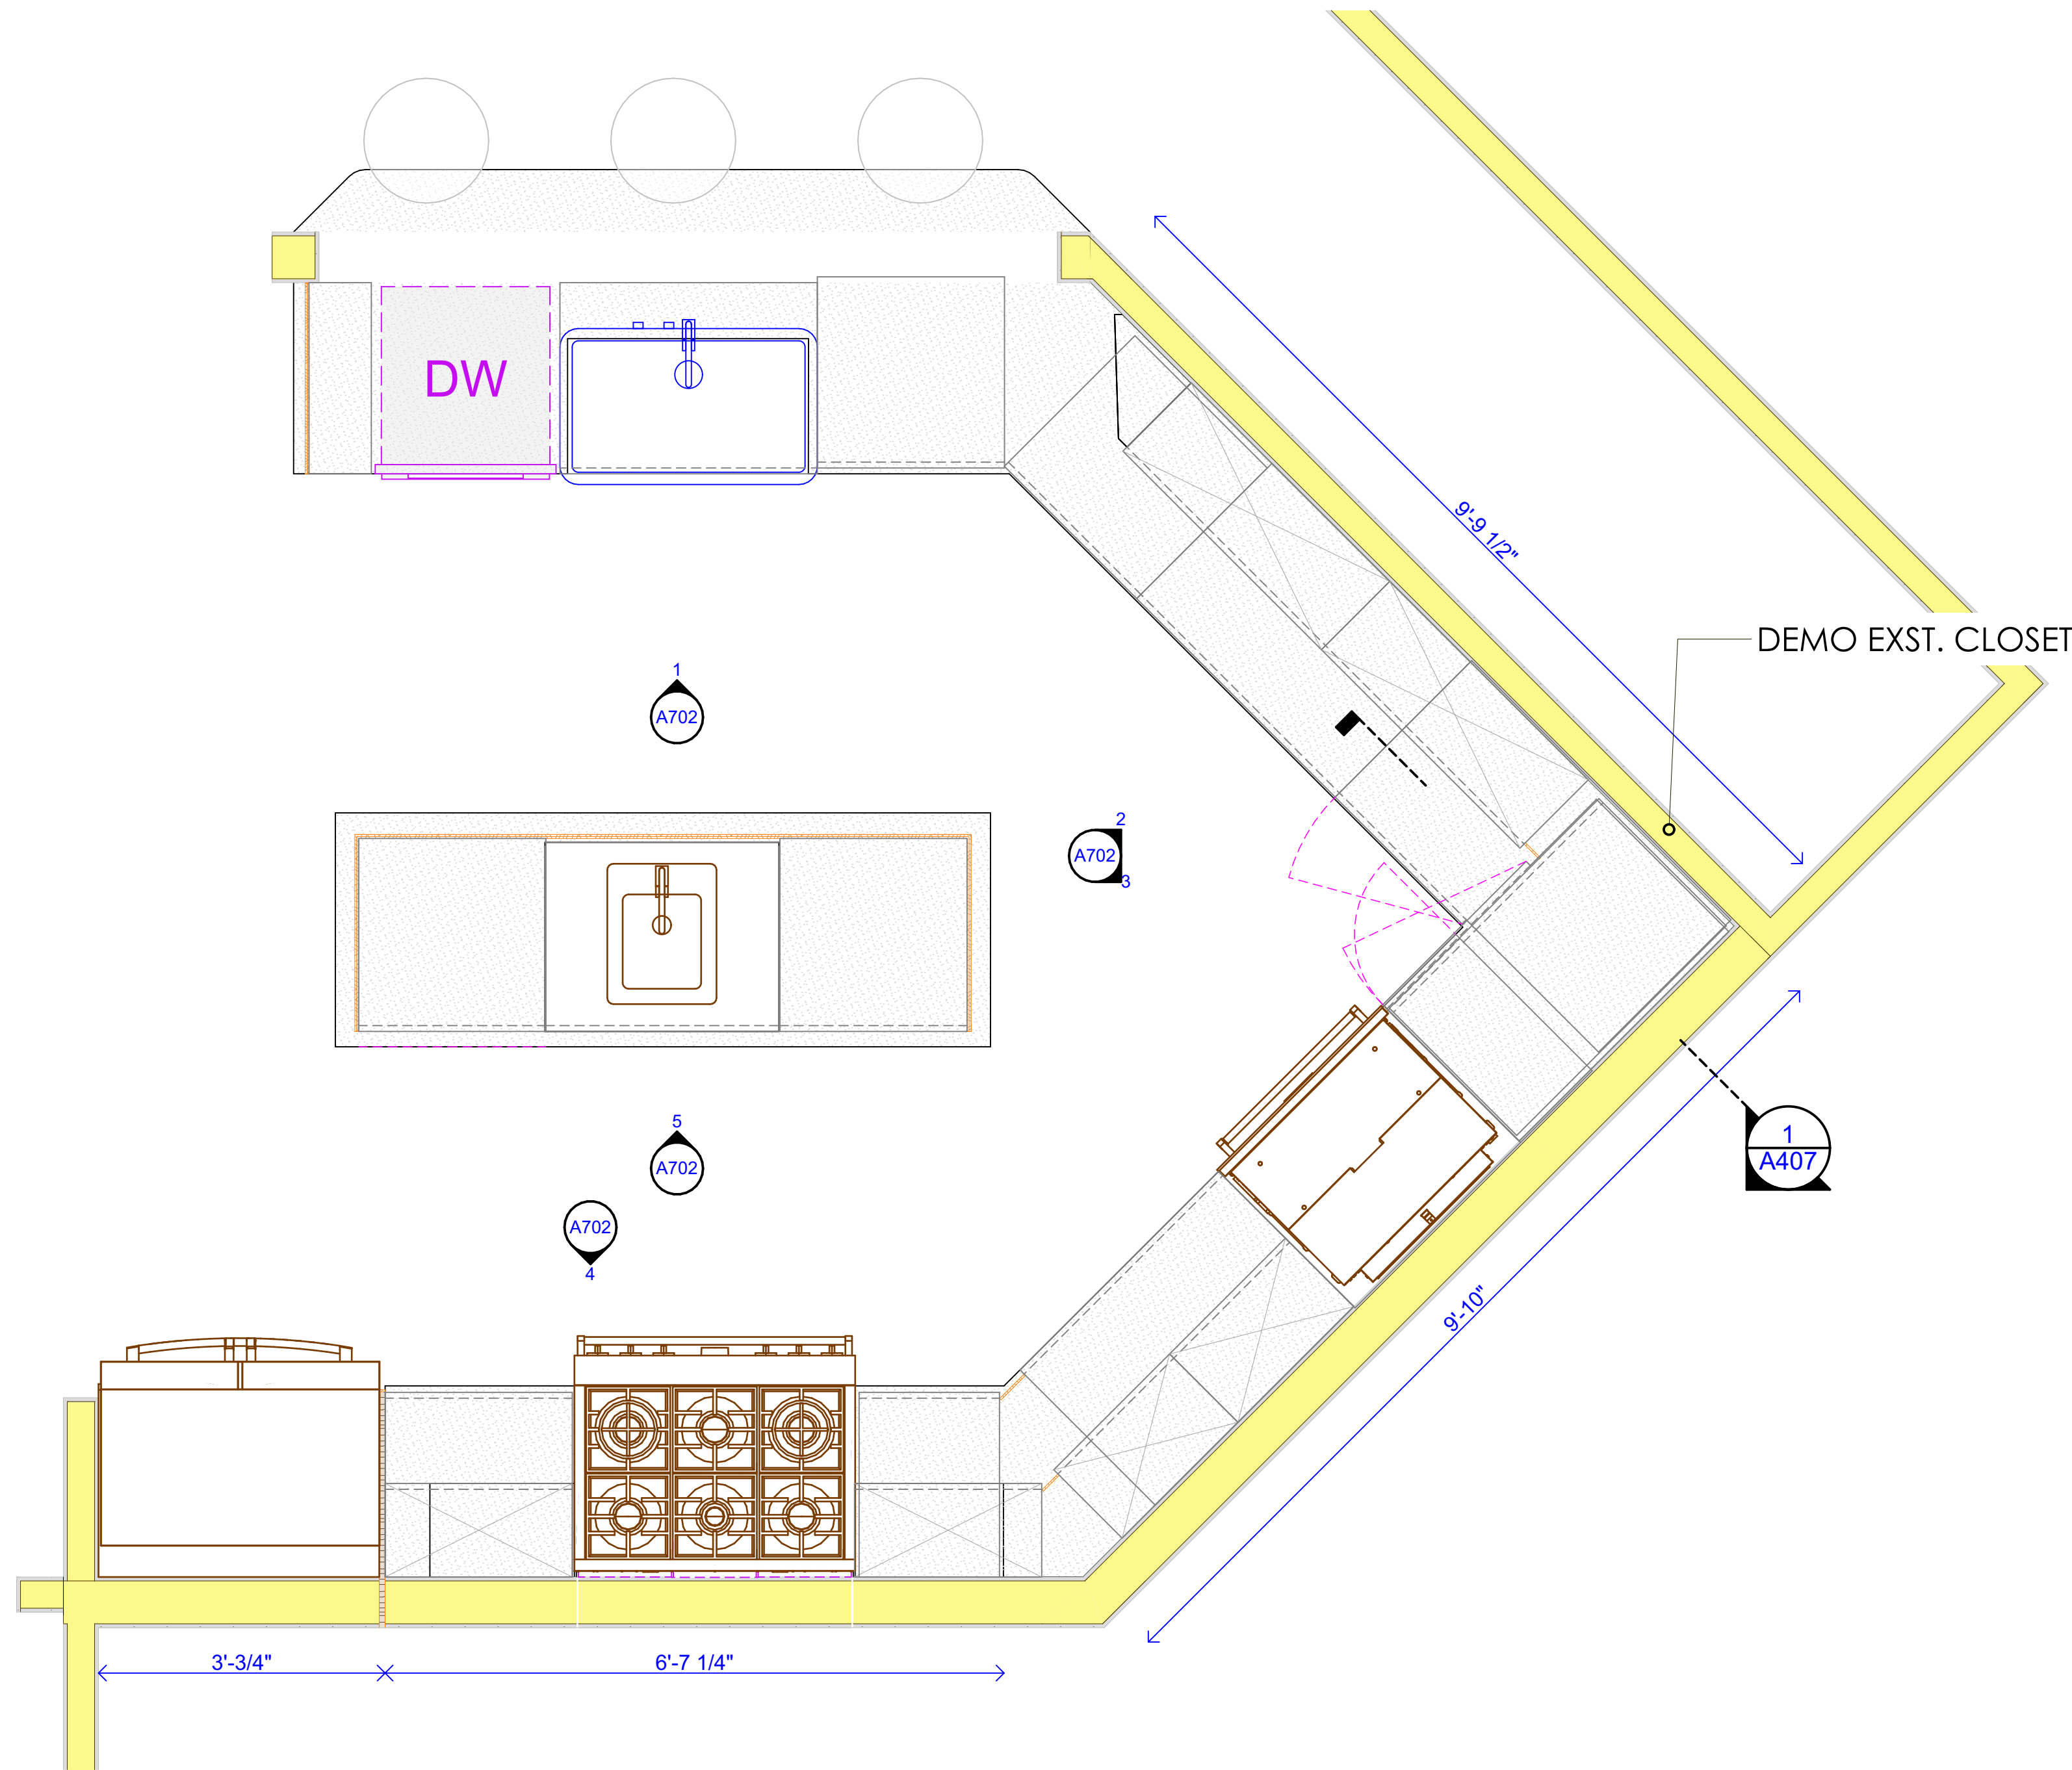 DW
9'-9 1/2"
DEMO EXST. CLOSET
1
A702
2
A702
3
5
A702
A702
4
1
A407
9'-10"
3'-3/4"
6'-7 1/4"